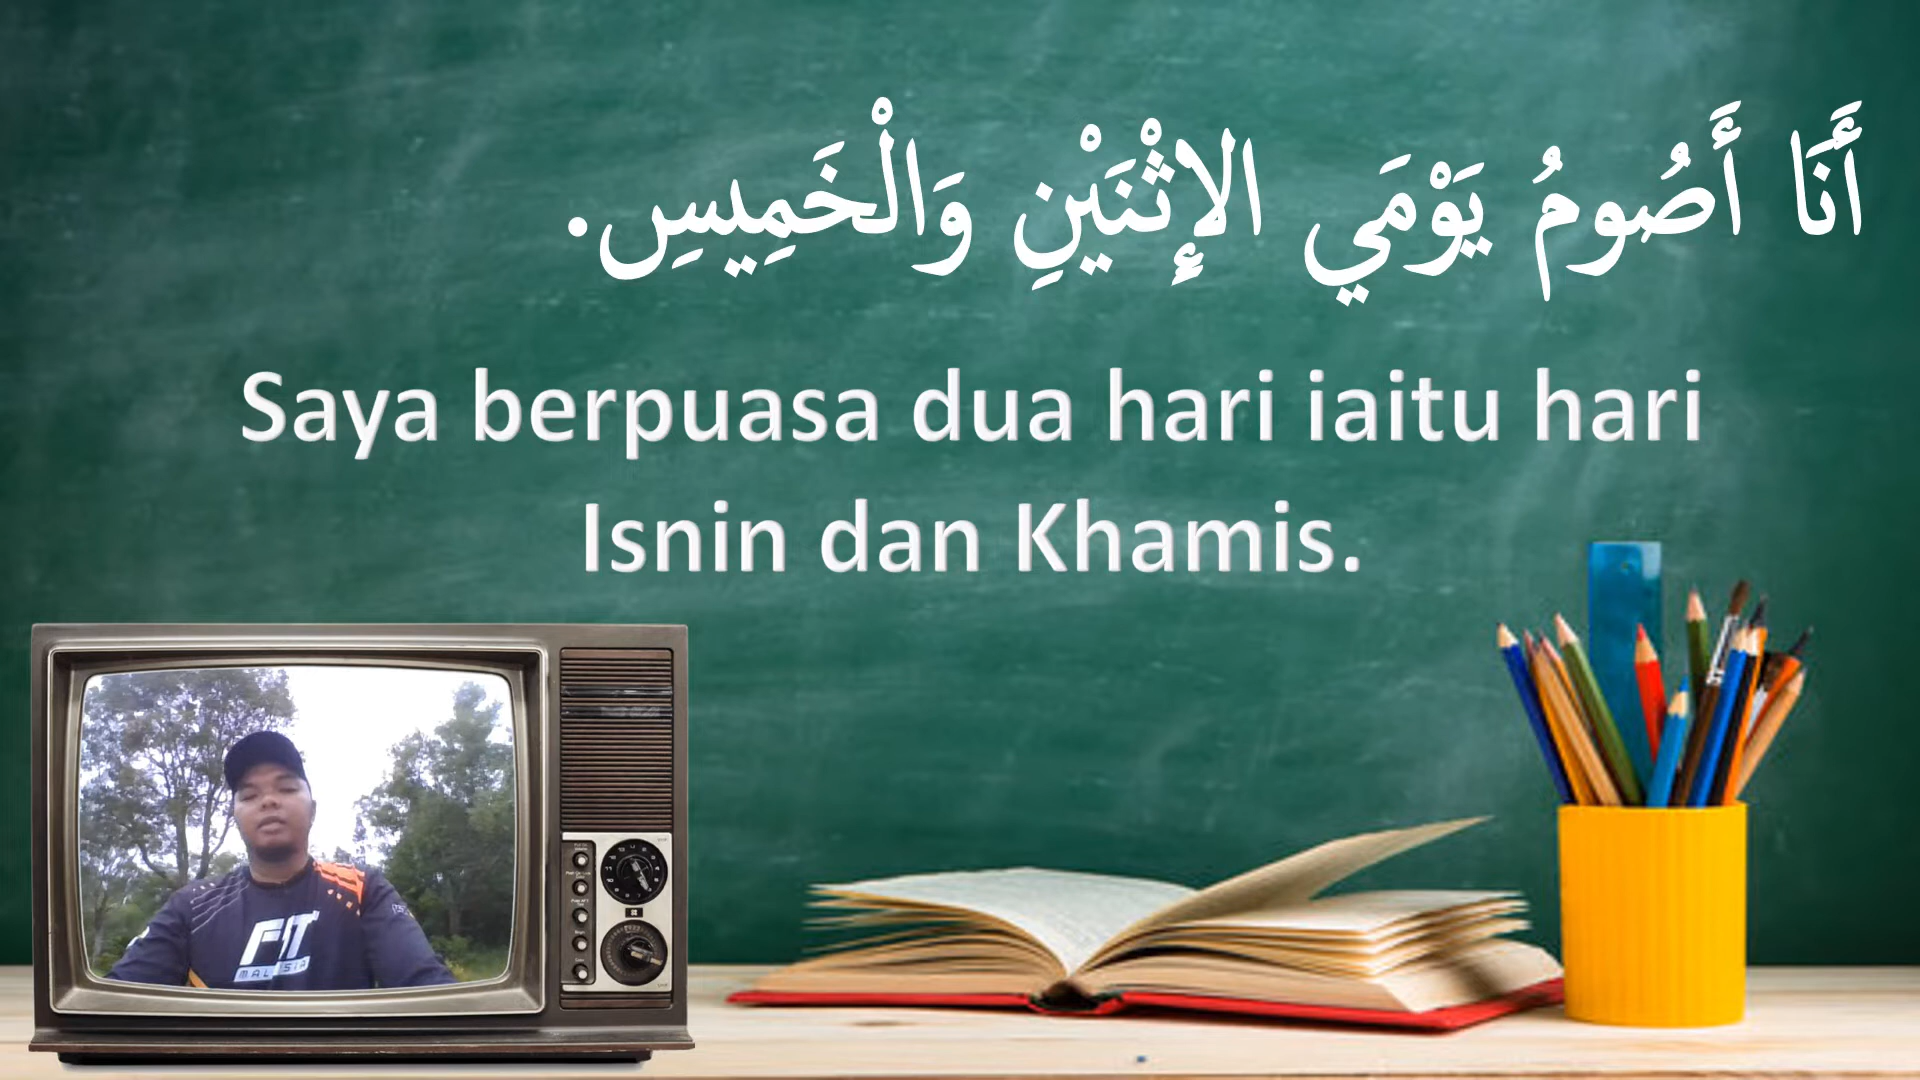 أَنَا أَصُومُ يَوْمَي الإِثْنَيْنِ وَالْخَمِيسِ.
Saya berpuasa dua hari iaitu hari
Isnin dan Khamis.
FIT
MALAYSIA